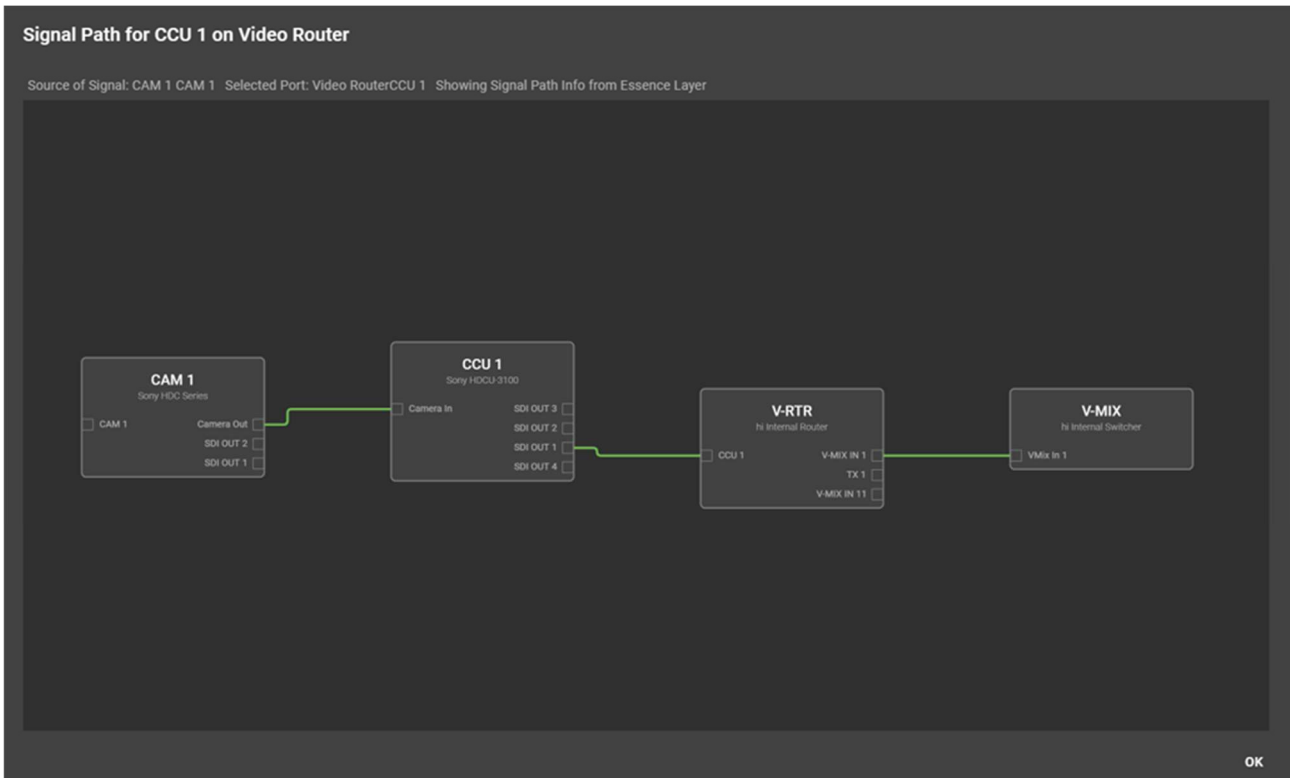 Signal Path for CCU 1 on Video Router
Source of Signal: CAM 1 CAM 1 Selected Port: Video RouterCCU 1 Showing Signal Path Info from Essence Layer
CAM 1
Sony HDC Series
CAM 1
Camera Out
SDI OUT 2
SDI OUT 1
CCU 1
Sony HDCU-3100
Camera In
SDI OUT 3
SDI OUT 2
SDI OUT 1
SDI OUT 4
V-RTR
hi Internal Router
CCU 1
V-MIX IN 1
TX 1
V-MIX IN 11
V-MIX
hi Internal Switcher
VMix In 1
OK